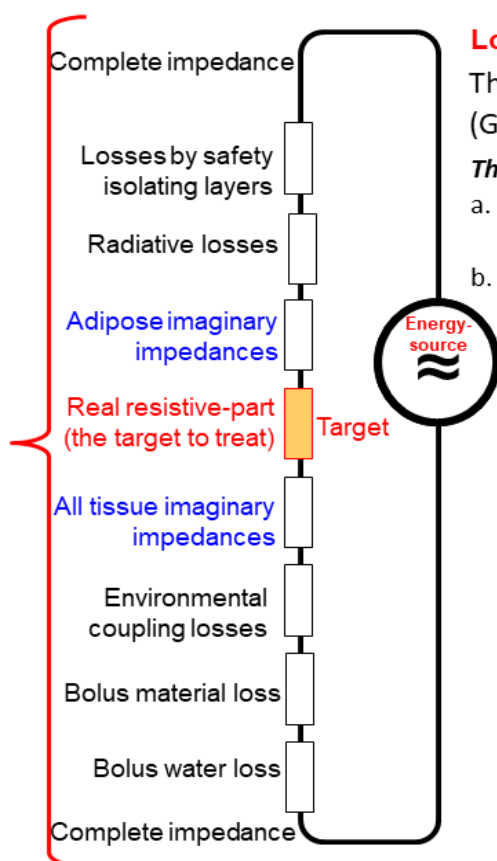 Complete impedance
Losses by safety
isolating layers
Radiative losses
Adipose imaginary
impedances
Real resistive-part
(the target to treat)
Target
All tissue imaginary
impedances
Environmental
coupling losses
Bolus material loss
Bolus water loss
Complete impedance
Energy-
source
≈
Lo
Th
(G
Th
a.
b.